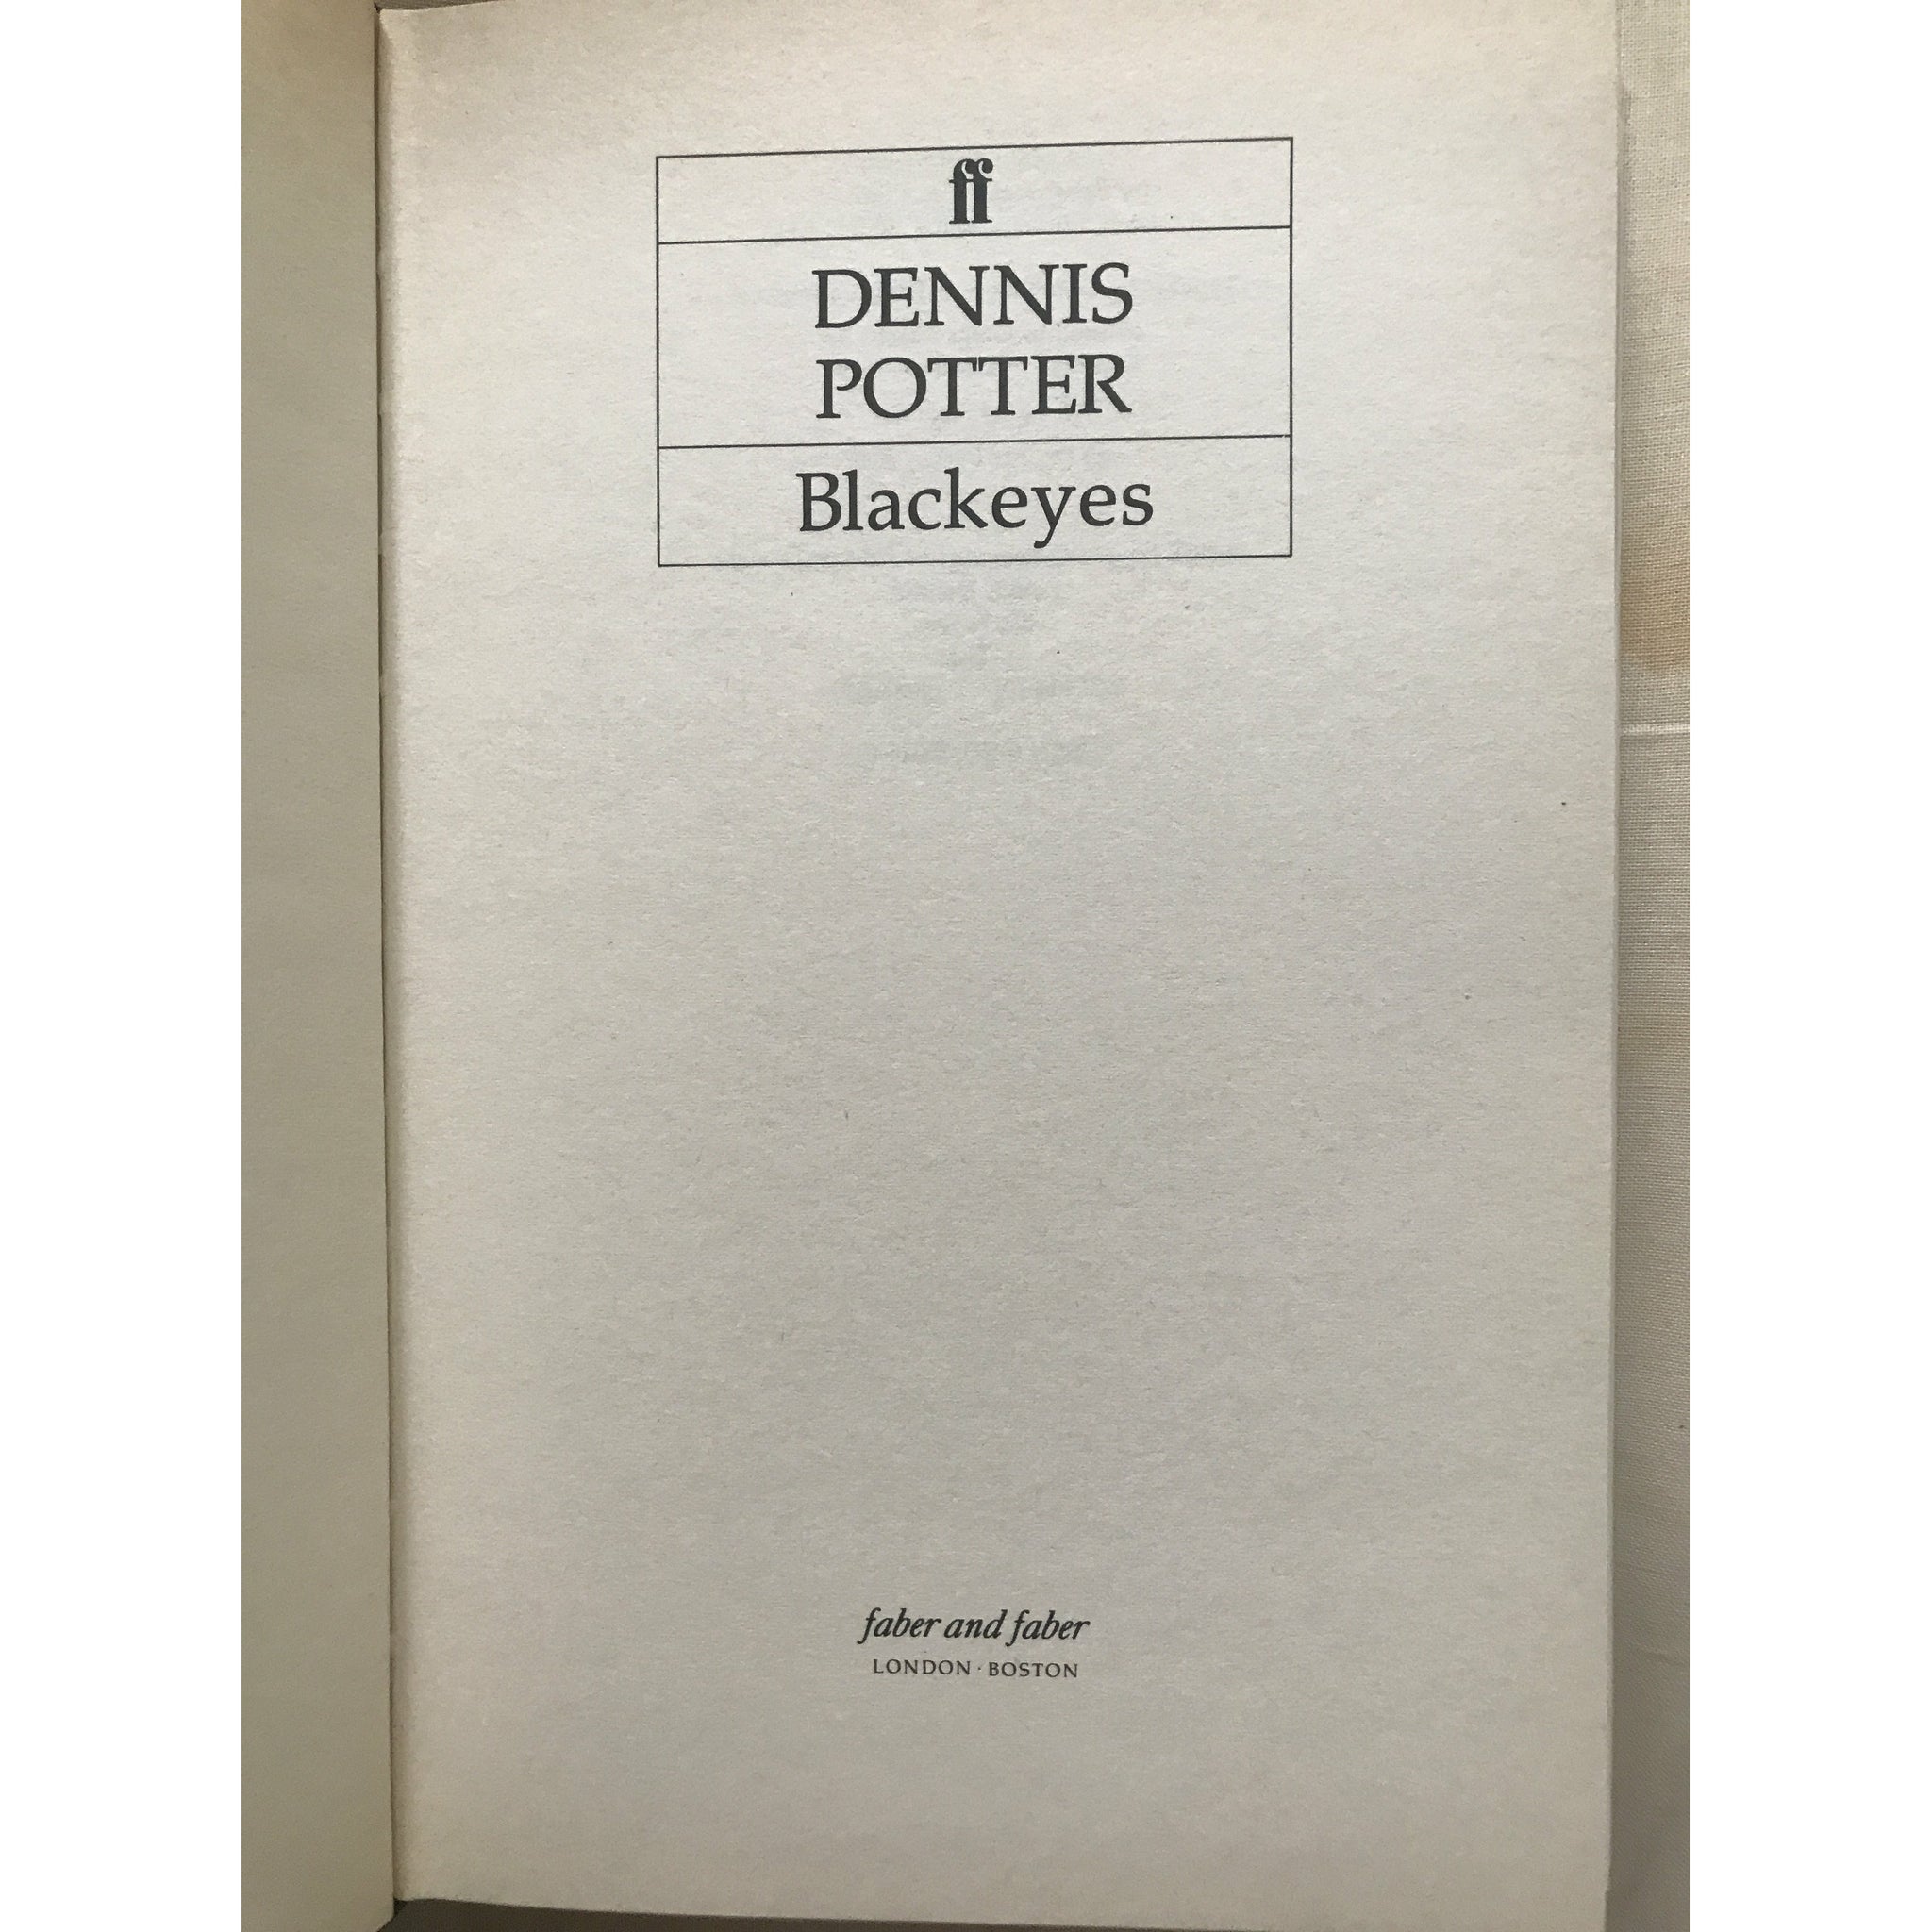 ff
DENNIS
POTTER
Blackeyes
faber and faber
LONDON · BOSTON